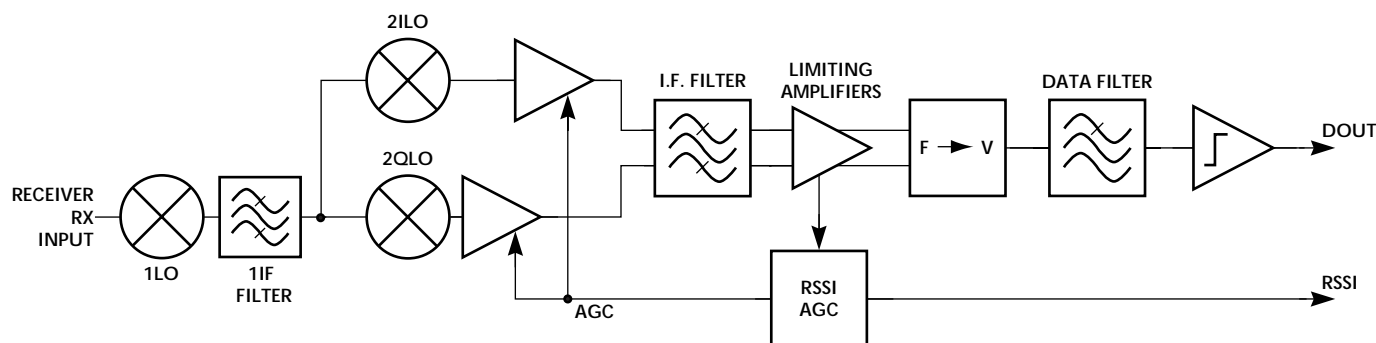 2ILO
I.F. FILTER
LIMITING
AMPLIFIERS
DATA FILTER
DOUT
F
V
2QLO
RECEIVER
RX
INPUT
1LO
1IF
FILTER
AGC
RSSI
AGC
RSSI